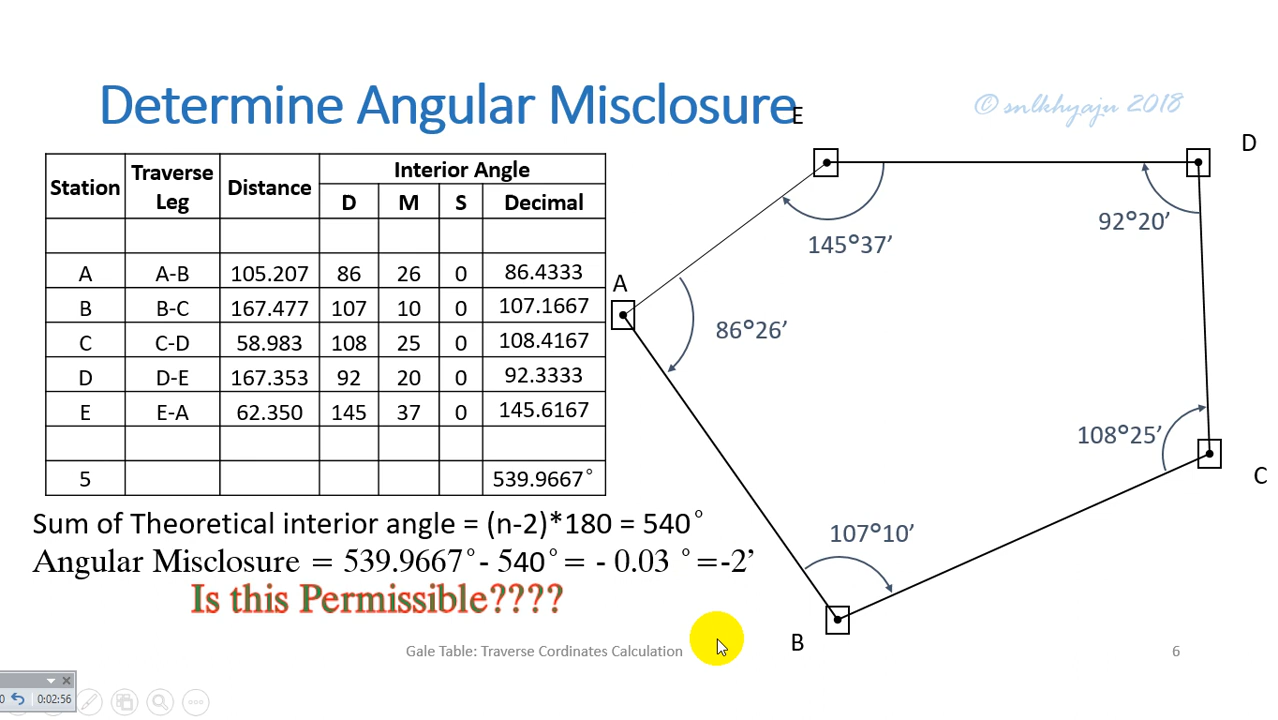 Determine Angular Misclosure
© snlkhyaju 2018
Station Traverse Leg Distance Interior Angle
D M S Decimal
A A-B 105.207 86 26 0 86.4333
B B-C 167.477 107 10 0 107.1667
C C-D 58.983 108 25 0 108.4167
D D-E 167.353 92 20 0 92.3333
E E-A 62.350 145 37 0 145.6167
5 539.9667°
Sum of Theoretical interior angle = (n-2)*180 = 540°
Angular Misclosure = 539.9667°- 540°= - 0.03 °=-2’
Is this Permissible????
E
D
92°20’
145°37’
A
86°26’
108°25’
C
107°10’
B
Gale Table: Traverse Cordinates Calculation
6
0 0:02:56